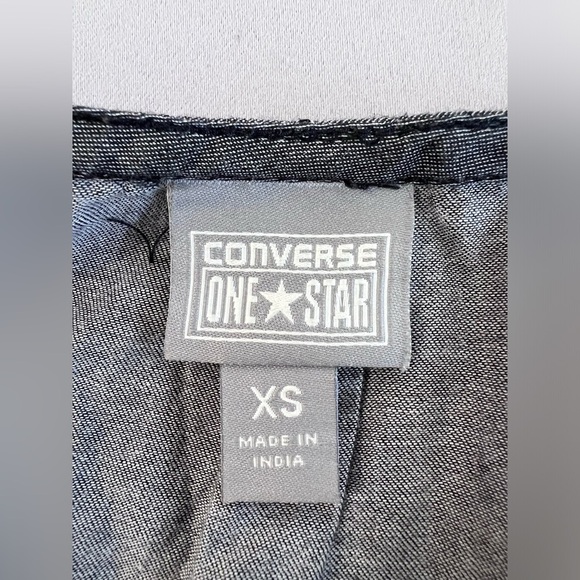 CONVERSE
ONE★STAR
XS
MADE IN
INDIA